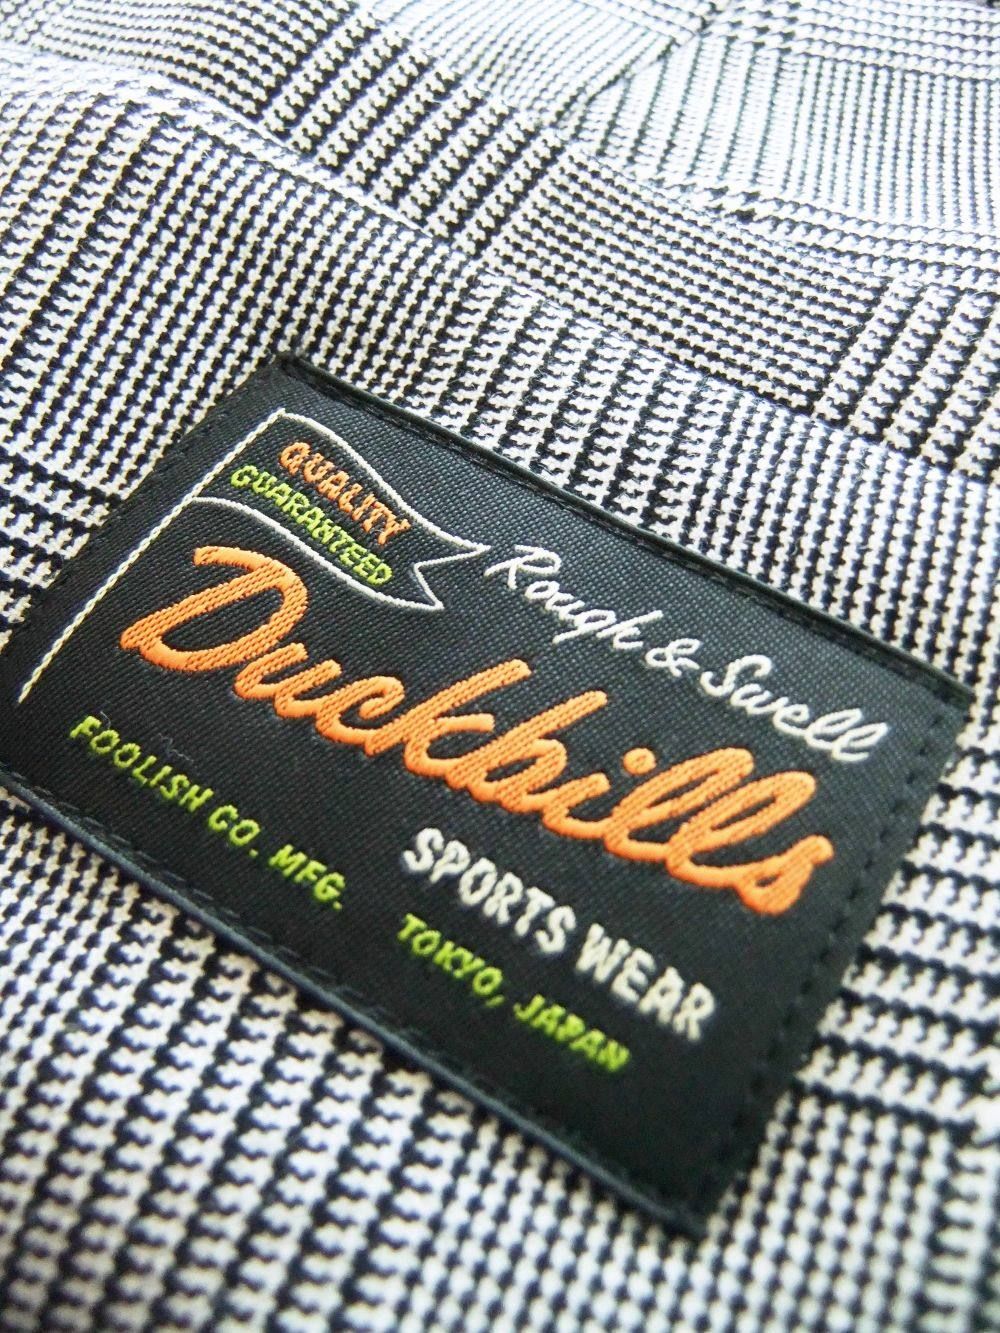 QUALITY
GUARANTEED
Rough & Swell
Duckbills
SPORTS WEAR
FOOLISH CO. MFG. TOKYO, JAPAN